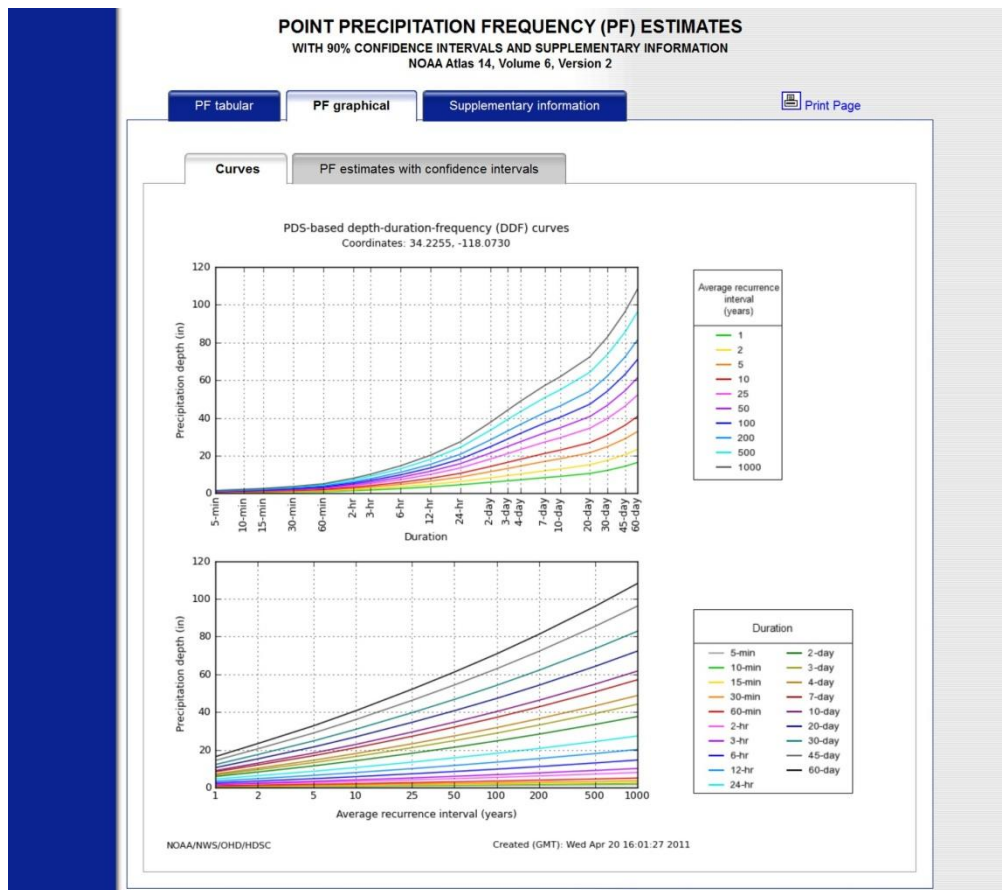 POINT PRECIPITATION FREQUENCY (PF) ESTIMATES
WITH 90% CONFIDENCE INTERVALS AND SUPPLEMENTARY INFORMATION
NOAA Atlas 14, Volume 6, Version 2
PF tabular
PF graphical
Supplementary information
Print Page
Curves
PF estimates with confidence intervals
PDS-based depth-duration-frequency (DDF) curves
Coordinates: 34.2255, -118.0730
120
100
80
60
40
20
0
Precipitation depth (in)
5-min
10-min
15-min
30-min
60-min
2-hr
3-hr
6-hr
12-hr
24-hr
2-day
3-day
4-day
7-day
10-day
20-day
30-day
45-day
60-day
Duration
Average recurrence
interval
(years)
1
2
5
10
25
50
100
200
500
1000
120
100
80
60
40
20
0
Precipitation depth (in)
1 2 5 10 25 50 100 200 500 1000
Average recurrence interval (years)
Duration
5-min 2-day
10-min 3-day
15-min 4-day
30-min 7-day
60-min 10-day
2-hr 20-day
3-hr 30-day
6-hr 45-day
12-hr 60-day
24-hr
NOAA/NWS/OHD/HDSC
Created (GMT): Wed Apr 20 16:01:27 2011